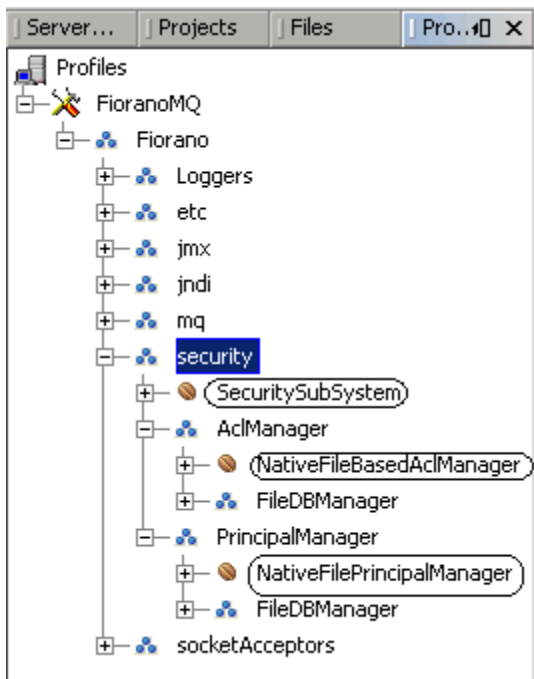 Server... Projects Files Pro...
Profiles
FioranoMQ
Fiorano
Loggers
etc
jmx
jndi
mq
security
SecuritySubSystem
AclManager
NativeFileBasedAclManager
FileDBManager
PrincipalManager
NativeFilePrincipalManager
FileDBManager
socketAcceptors